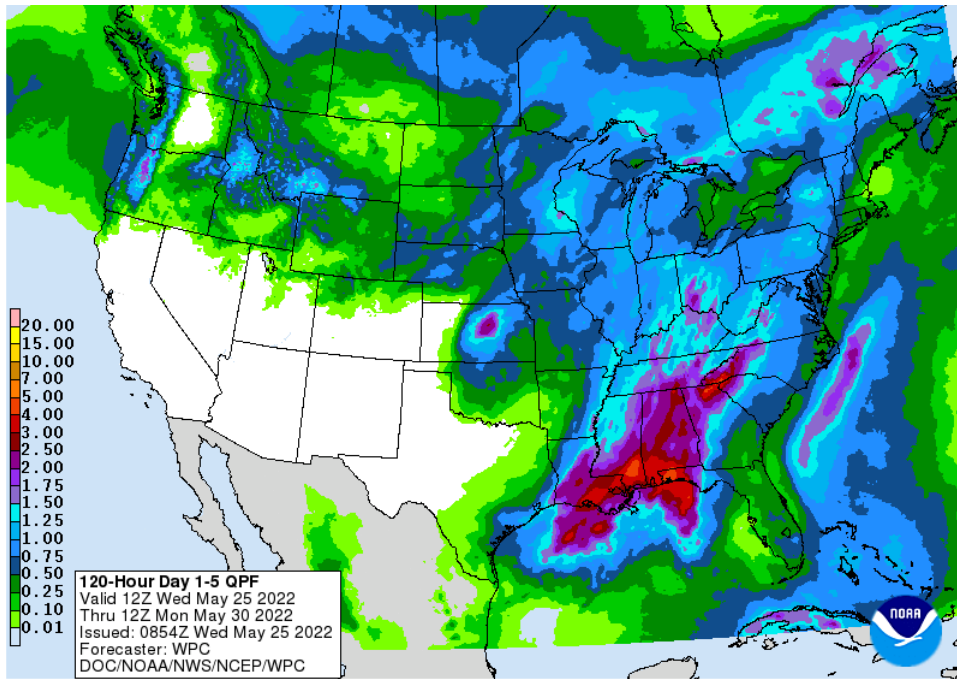 20.00
15.00
10.00
7.00
5.00
4.00
3.00
2.50
2.00
1.75
1.50
1.25
1.00
0.75
0.50
0.25
0.10
0.01
120-Hour Day 1-5 QPF
Valid 12Z Wed May 25 2022
Thru 12Z Mon May 30 2022
Issued: 0854Z Wed May 25 2022
Forecaster: WPC
DOC/NOAA/NWS/NCEP/WPC
NOAA